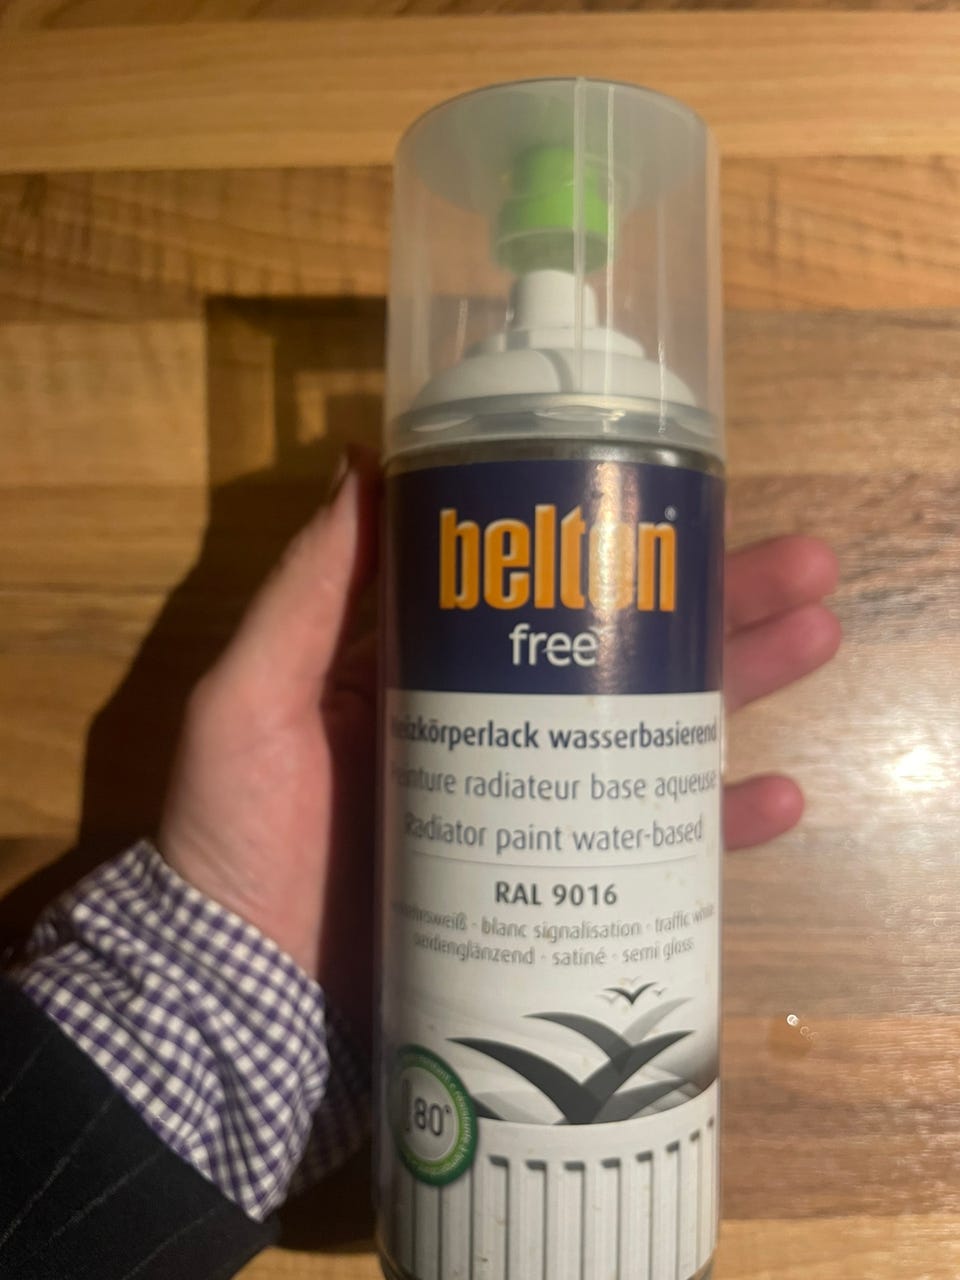 belton®
free
Heizkörperlack wasserbasierend
Peinture radiateur base aqueuse
Radiator paint water-based
RAL 9016
blanc signalisation · traffic white
seidenglänzend · satiné · semi gloss
80°